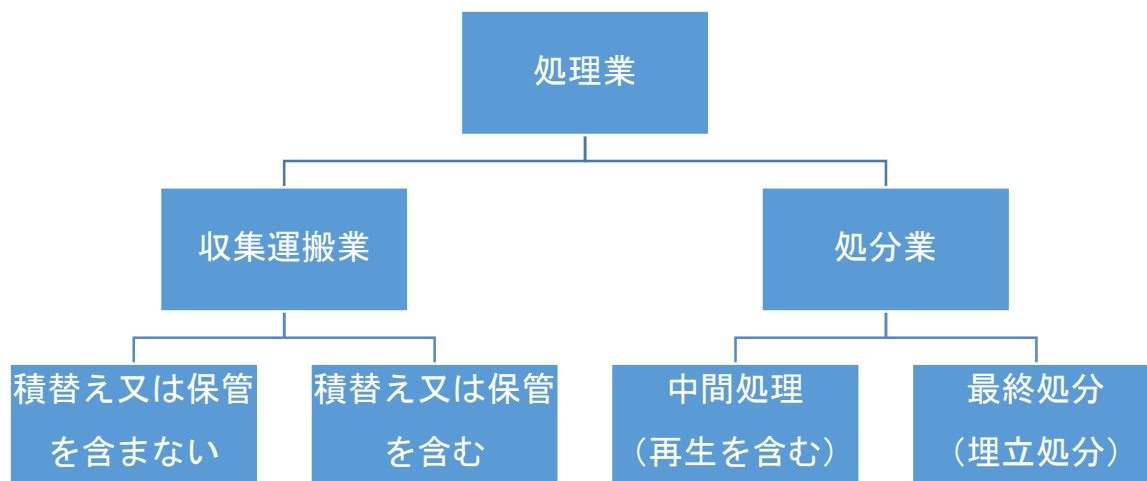 処理業
収集運搬業
処分業
積替え又は保管
を含まない
積替え又は保管
を含む
中間処理
（再生を含む）
最終処分
（埋立処分）